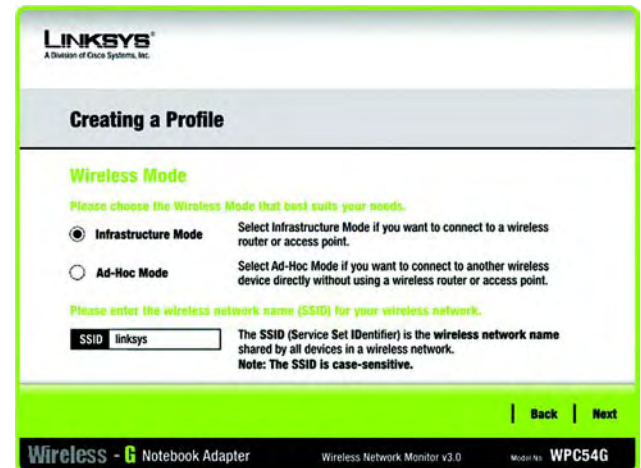 LINKSYS®
A Division of Cisco Systems, Inc.
Creating a Profile
Wireless Mode
Please choose the Wireless Mode that best suits your needs.
Infrastructure Mode
Select Infrastructure Mode if you want to connect to a wireless
router or access point.
Ad-Hoc Mode
Select Ad-Hoc Mode if you want to connect to another wireless
device directly without using a wireless router or access point.
Please enter the wireless network name (SSID) for your wireless network.
SSID linksys
The SSID (Service Set IDentifier) is the wireless network name
shared by all devices in a wireless network.
Note: The SSID is case-sensitive.
Back Next
Wireless - G Notebook Adapter Wireless Network Monitor v3.0 Model No. WPC54G